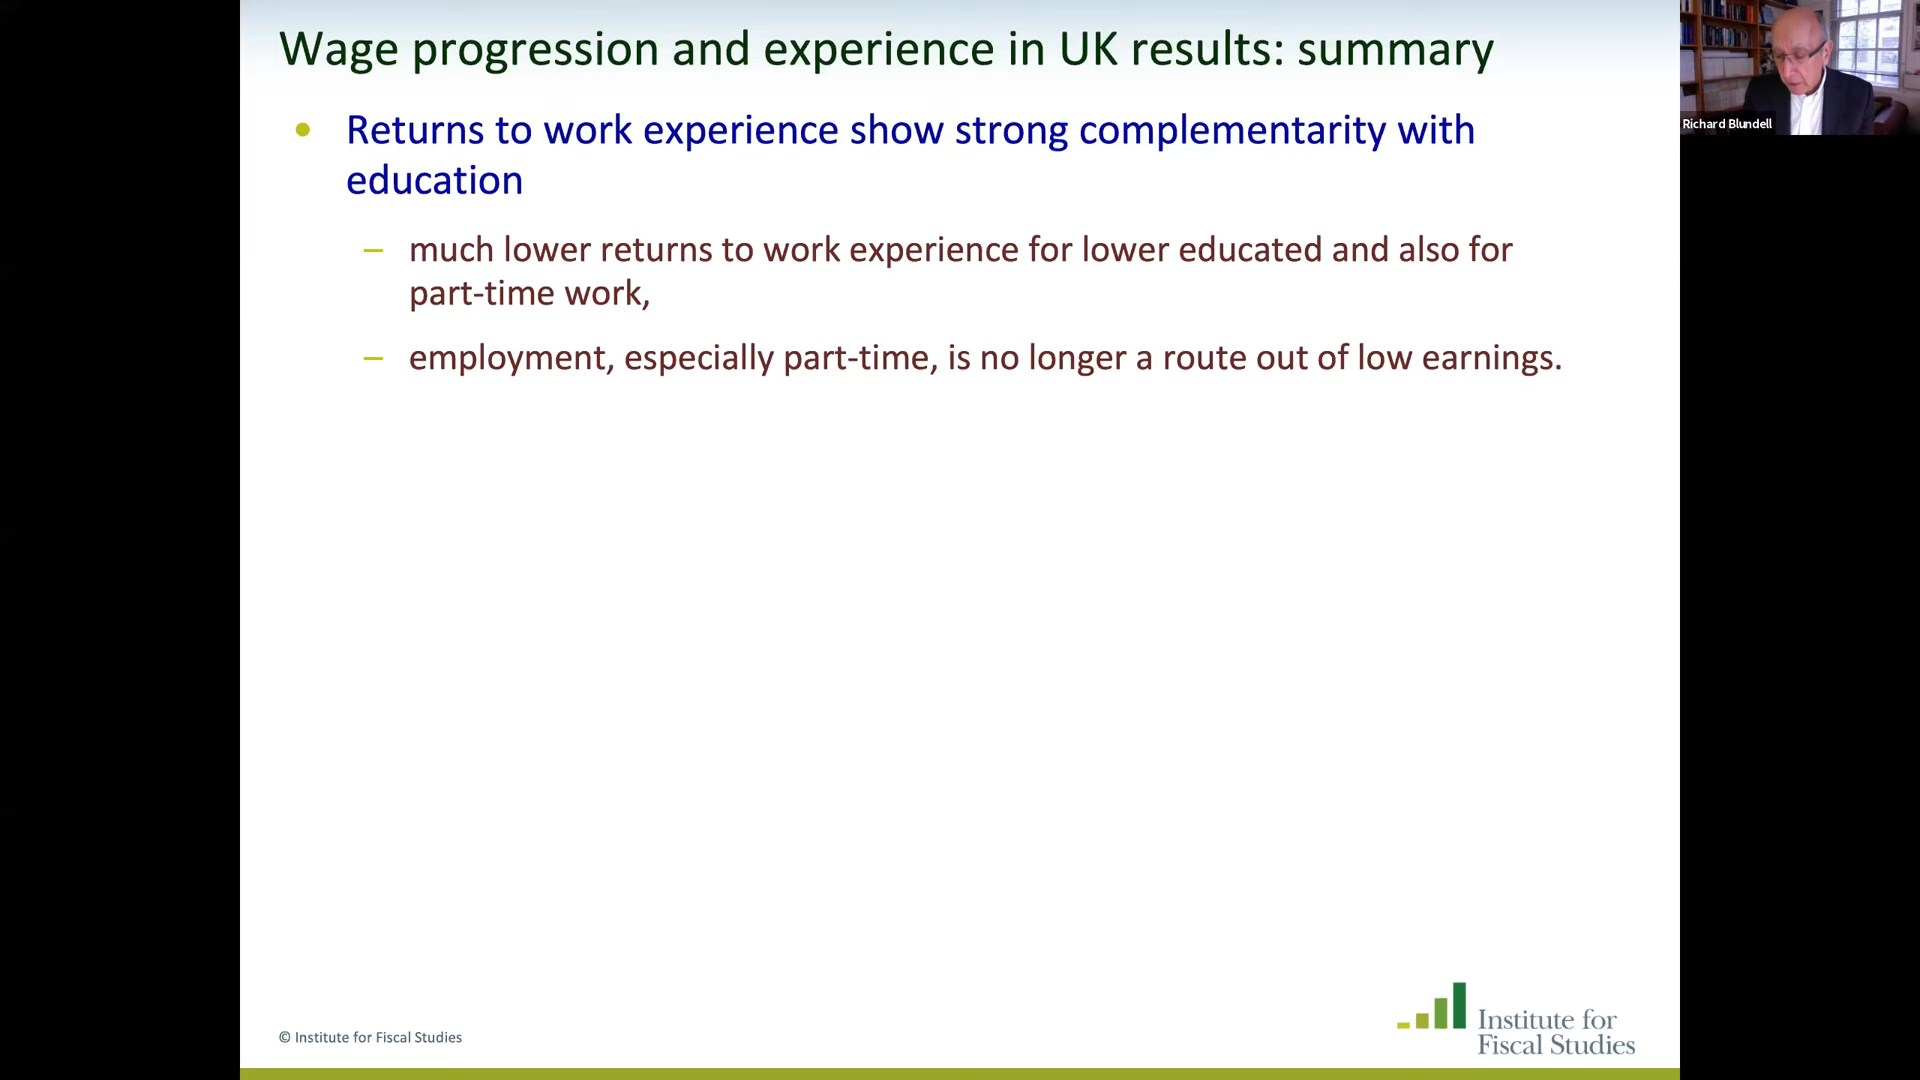 Wage progression and experience in UK results: summary
• Returns to work experience show strong complementarity with
education
– much lower returns to work experience for lower educated and also for
part-time work,
– employment, especially part-time, is no longer a route out of low earnings.
Richard Blundell
© Institute for Fiscal Studies
Institute for
Fiscal Studies